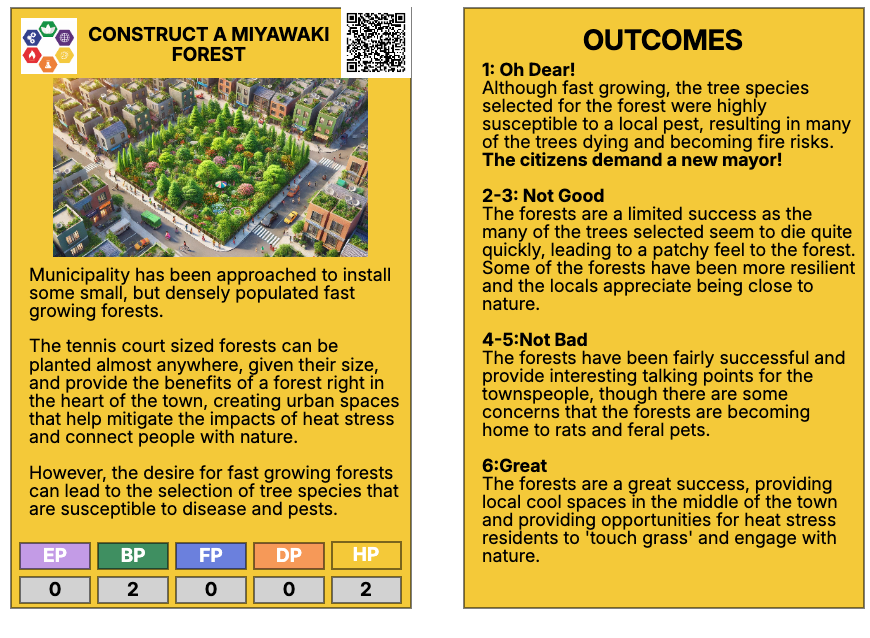 CONSTRUCT A MIYAWAKI
FOREST
Municipality has been approached to install
some small, but densely populated fast
growing forests.
The tennis court sized forests can be
planted almost anywhere, given their size,
and provide the benefits of a forest right in
the heart of the town, creating urban spaces
that help mitigate the impacts of heat stress
and connect people with nature.
However, the desire for fast growing forests
can lead to the selection of tree species that
are susceptible to disease and pests.
EP BP FP DP HP
0 2 0 0 2
OUTCOMES
1: Oh Dear!
Although fast growing, the tree species
selected for the forest were highly
susceptible to a local pest, resulting in many
of the trees dying and becoming fire risks.
The citizens demand a new mayor!
2-3: Not Good
The forests are a limited success as the
many of the trees selected seem to die quite
quickly, leading to a patchy feel to the forest.
Some of the forests have been more resilient
and the locals appreciate being close to
nature.
4-5:Not Bad
The forests have been fairly successful and
provide interesting talking points for the
townspeople, though there are some
concerns that the forests are becoming
home to rats and feral pets.
6:Great
The forests are a great success, providing
local cool spaces in the middle of the town
and providing opportunities for heat stress
residents to 'touch grass' and engage with
nature.